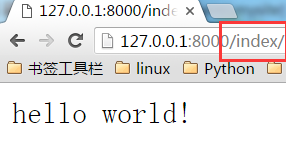 127.0.0.1:8000/inde
127.0.0.1:8000/index/
书签工具栏 linux Python
hello world!